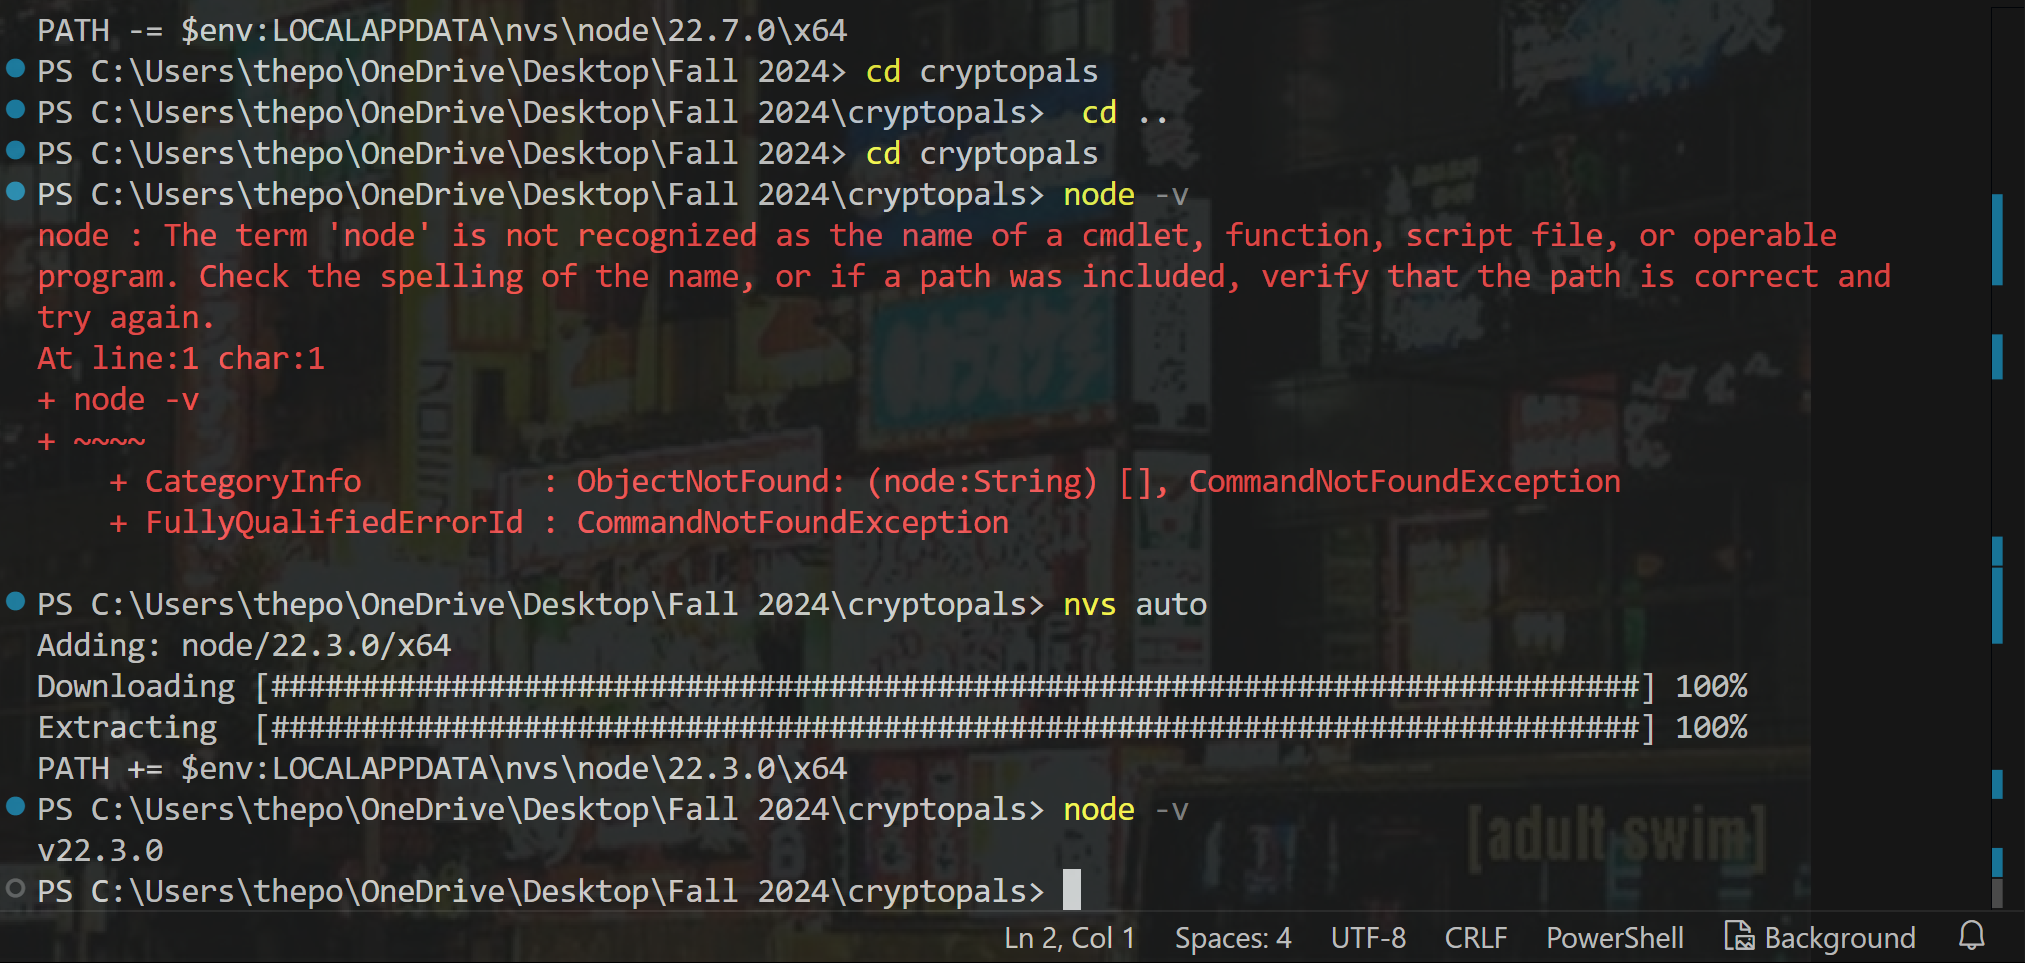 PATH -= $env:LOCALAPPDATA\nvs\node\22.7.0\x64
PS C:\Users\thepo\OneDrive\Desktop\Fall 2024> cd cryptopals
PS C:\Users\thepo\OneDrive\Desktop\Fall 2024\cryptopals>  cd ..
PS C:\Users\thepo\OneDrive\Desktop\Fall 2024> cd cryptopals
PS C:\Users\thepo\OneDrive\Desktop\Fall 2024\cryptopals> node -v
node : The term 'node' is not recognized as the name of a cmdlet, function, script file, or operable
program. Check the spelling of the name, or if a path was included, verify that the path is correct and
try again.
At line:1 char:1
+ node -v
+ ~~~~
    + CategoryInfo          : ObjectNotFound: (node:String) [], CommandNotFoundException
    + FullyQualifiedErrorId : CommandNotFoundException
PS C:\Users\thepo\OneDrive\Desktop\Fall 2024\cryptopals> nvs auto
Adding: node/22.3.0/x64
Downloading [############################################################################] 100%
Extracting  [############################################################################] 100%
PATH += $env:LOCALAPPDATA\nvs\node\22.3.0\x64
PS C:\Users\thepo\OneDrive\Desktop\Fall 2024\cryptopals> node -v
v22.3.0
[adult swim]
PS C:\Users\thepo\OneDrive\Desktop\Fall 2024\cryptopals>
Ln 2, Col 1 Spaces: 4 UTF-8 CRLF PowerShell Background